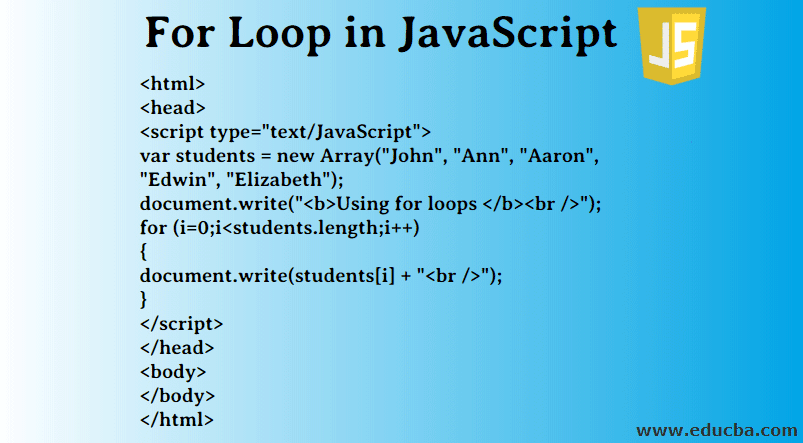 For Loop in JavaScript
JS
<html>
<head>
<script type="text/JavaScript">
var students = new Array("John", "Ann", "Aaron",
"Edwin", "Elizabeth");
document.write("<b>Using for loops </b><br />");
for (i=0;i<students.length;i++)
{
document.write(students[i] + "<br />");
}
</script>
</head>
<body>
</body>
</html>
www.educba.com